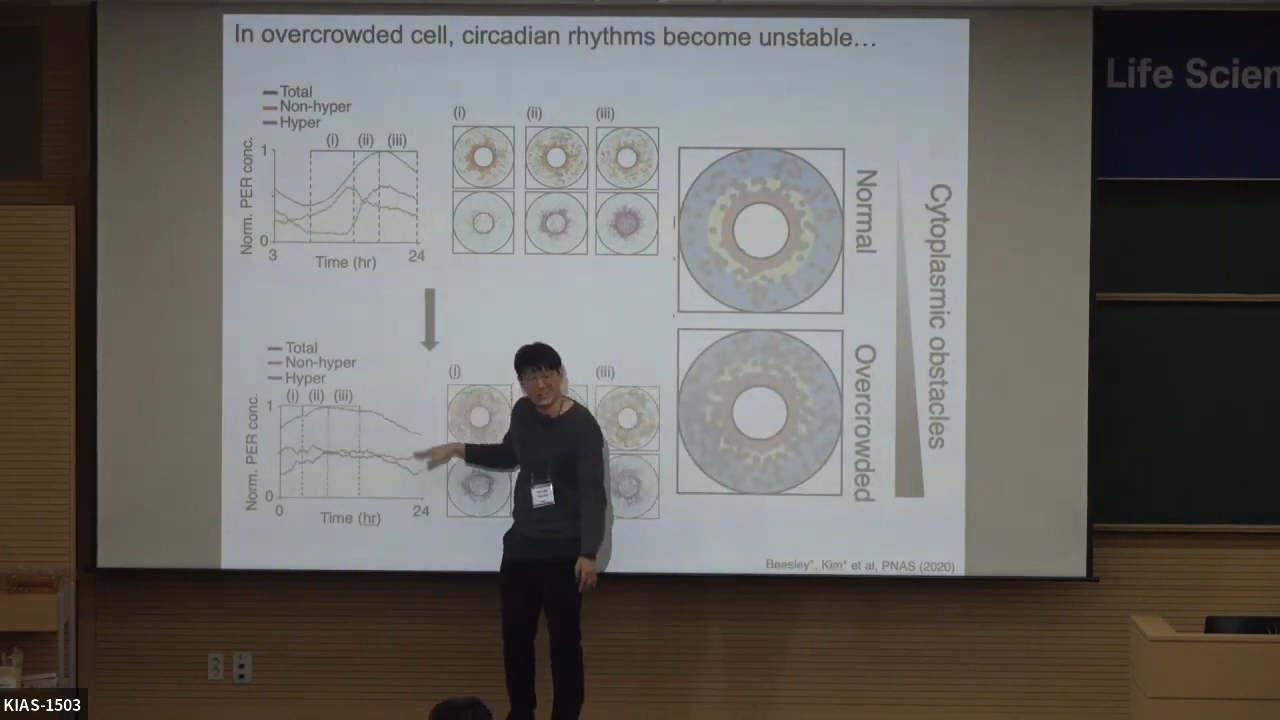 In overcrowded cell, circadian rhythms become unstable…
Total
Non-hyper
Hyper
(i) (ii) (iii)
Norm. PER conc.
1
0
3
24
Time (hr)
(i) (ii) (iii)
Normal
Overcrowded
Cytoplasmic obstacles
Total
Non-hyper
Hyper
(i) (ii) (iii)
Norm. PER conc.
1
0
0
24
Time (hr)
(i)
(iii)
Beesley*, Kim* et al, PNAS (2020)
Life Scien
KIAS-1503